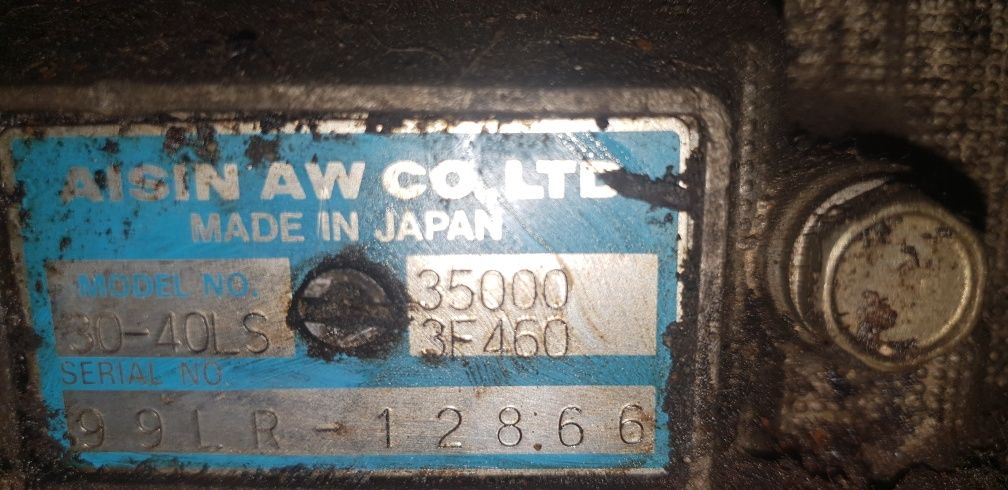 AISIN AW CO., LTD
MADE IN JAPAN
MODEL NO.
30-40LS
35000
3F460
SERIAL NO.
99LR-12866